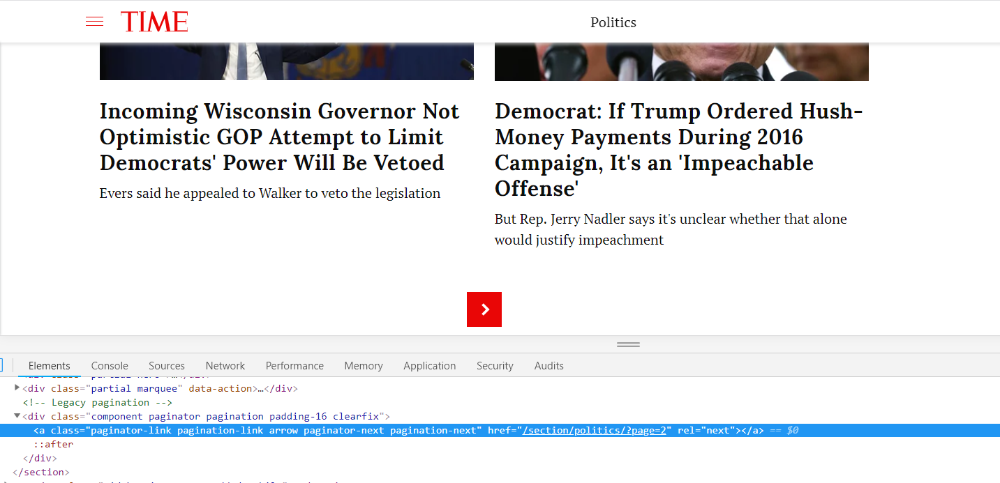 TIME
Politics
Incoming Wisconsin Governor Not
Optimistic GOP Attempt to Limit
Democrats' Power Will Be Vetoed
Evers said he appealed to Walker to veto the legislation
Democrat: If Trump Ordered Hush-
Money Payments During 2016
Campaign, It's an 'Impeachable
Offense'
But Rep. Jerry Nadler says it's unclear whether that alone
would justify impeachment
Elements Console Sources Network Performance Memory Application Security Audits
<div class="partial marquee" data-action>…</div>
<!-- Legacy pagination -->
<div class="component paginator pagination padding-16 clearfix">
<a class="paginator-link pagination-link arrow paginator-next pagination-next" href="/section/politics/?page=2" rel="next"></a> == $0
::after
</div>
</section>